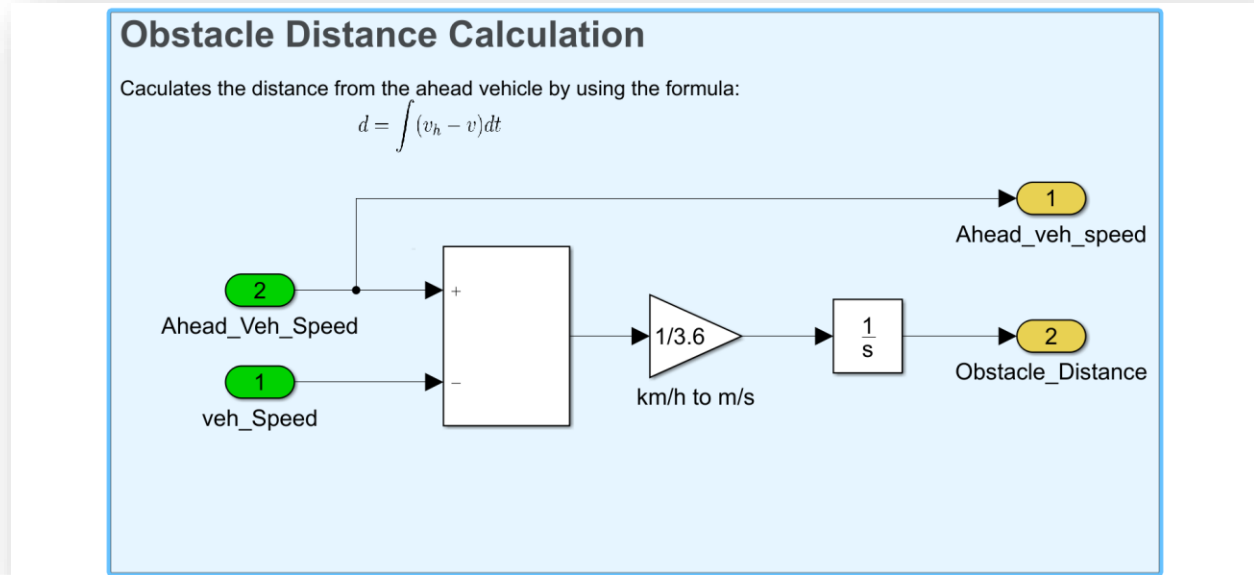 Obstacle Distance Calculation
Caculates the distance from the ahead vehicle by using the formula:
d = ∫(vₕ − v)dt
1
Ahead_veh_speed
2
Ahead_Veh_Speed
+
1/3.6
km/h to m/s
1
s
2
Obstacle_Distance
1
veh_Speed
−